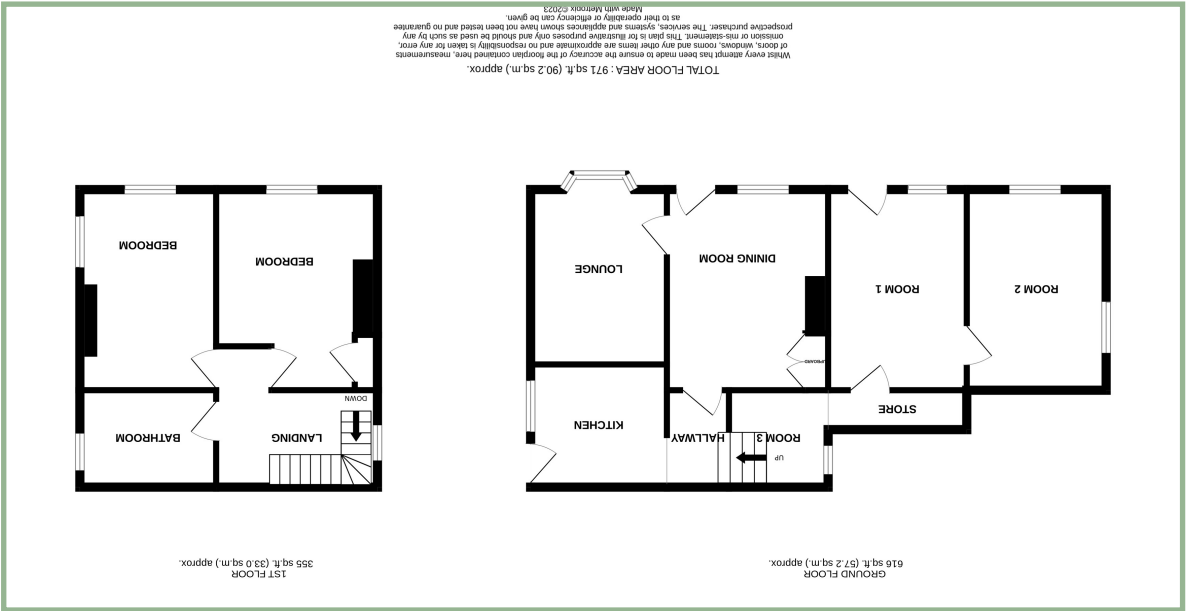 GROUND FLOOR
616 sq.ft. (57.2 sq.m.) approx.
UP
ROOM 3
HALLWAY
KITCHEN
STORE
ROOM 2
ROOM 1
DINING ROOM
LOUNGE
1ST FLOOR
355 sq.ft. (33.0 sq.m.) approx.
LANDING
BATHROOM
DOWN
BEDROOM
BEDROOM
TOTAL FLOOR AREA : 971 sq.ft. (90.2 sq.m.) approx.
Whilst every attempt has been made to ensure the accuracy of the floorplan contained here, measurements
of doors, windows, rooms and any other items are approximate and no responsibility is taken for any error,
omission or mis-statement. This plan is for illustrative purposes only and should be used as such by any
prospective purchaser. The services, systems and appliances shown have not been tested and no guarantee
as to their operability or efficiency can be given.
Made with Metropix ©2023